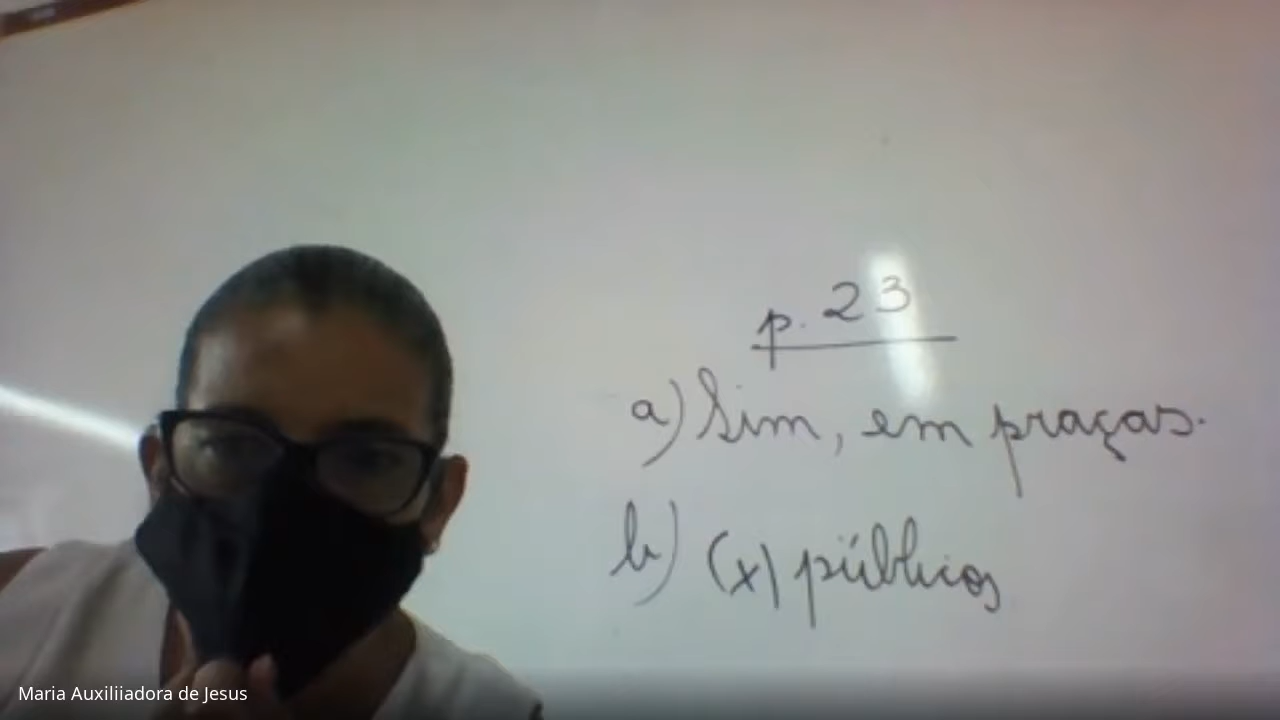 p. 23
a) Sim, em praças.
b) (x) públicos
Maria Auxiliiadora de Jesus